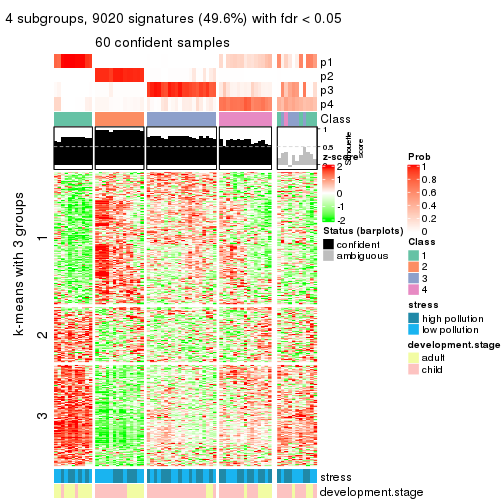 4 subgroups, 9020 signatures (49.6%) with fdr < 0.05
60 confident samples
p1
p2
p3
p4
Class
1
0.5
0
Silhouette
score
k-means with 3 groups
1
2
3
stress
development.stage
z-score
2
1
0
-1
-2
Status (barplots)
confident
ambiguous
Prob
1
0.8
0.6
0.4
0.2
0
Class
1
2
3
4
stress
high pollution
low pollution
development.stage
adult
child